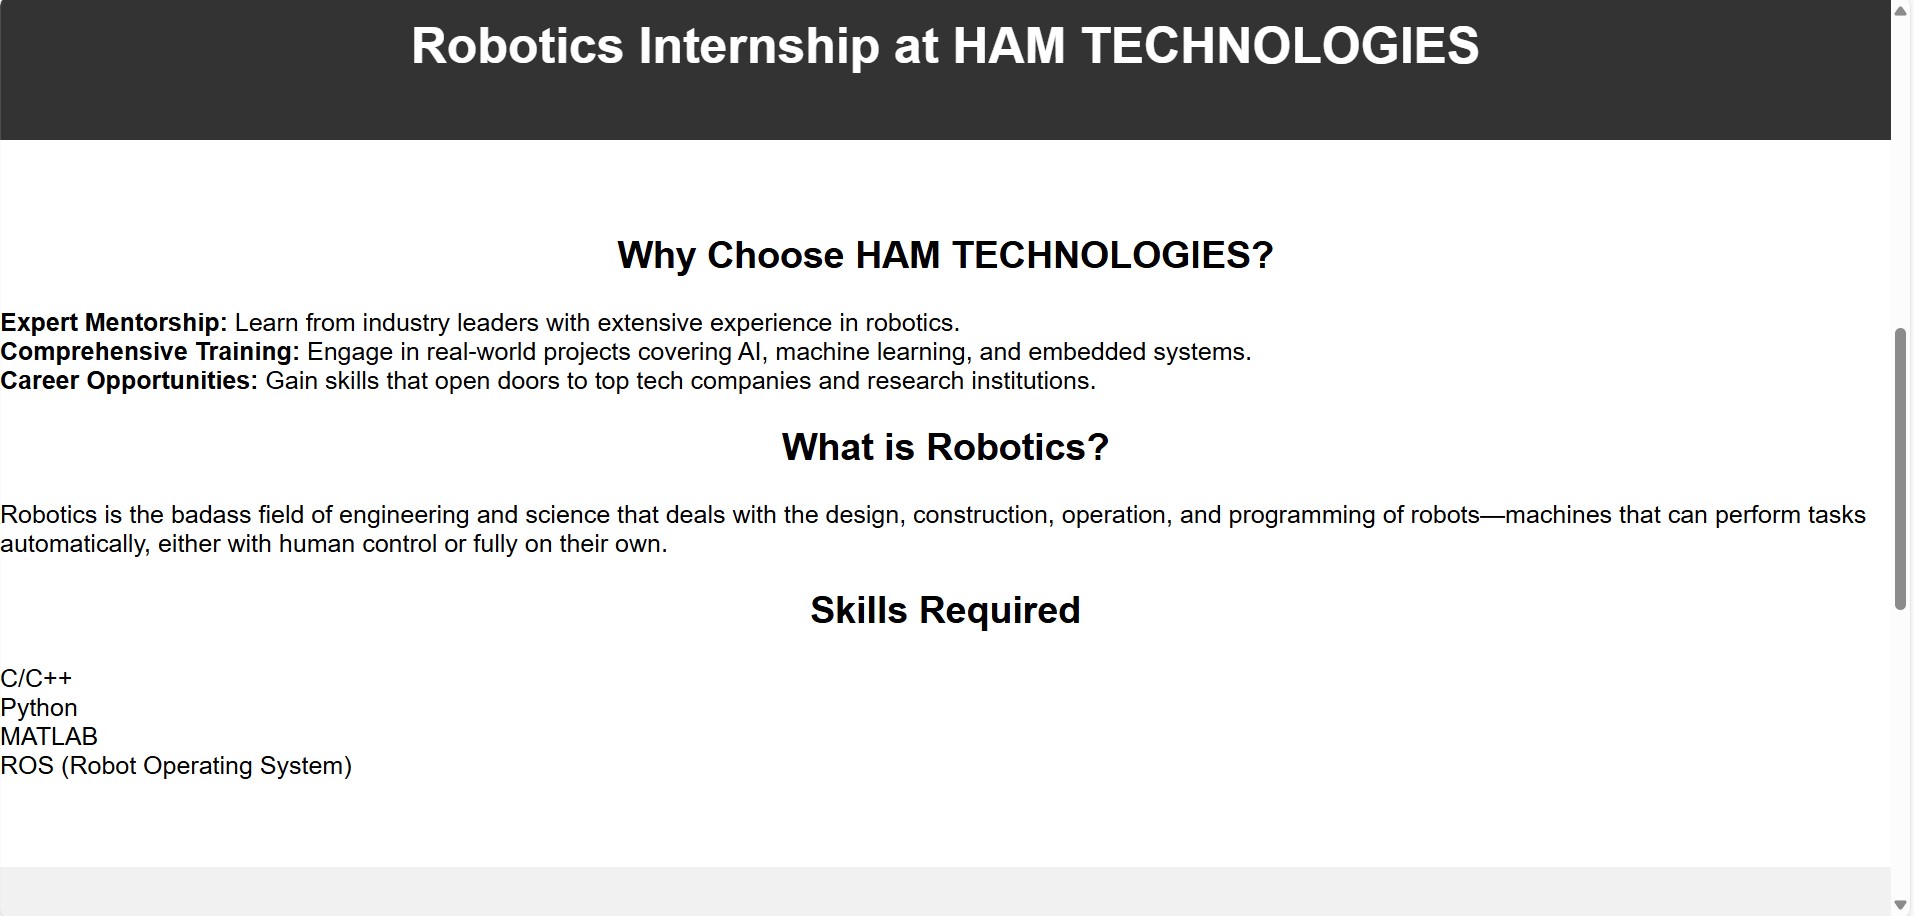 Robotics Internship at HAM TECHNOLOGIES
Why Choose HAM TECHNOLOGIES?
Expert Mentorship: Learn from industry leaders with extensive experience in robotics.
Comprehensive Training: Engage in real-world projects covering AI, machine learning, and embedded systems.
Career Opportunities: Gain skills that open doors to top tech companies and research institutions.
What is Robotics?
Robotics is the badass field of engineering and science that deals with the design, construction, operation, and programming of robots—machines that can perform tasks
automatically, either with human control or fully on their own.
Skills Required
C/C++
Python
MATLAB
ROS (Robot Operating System)